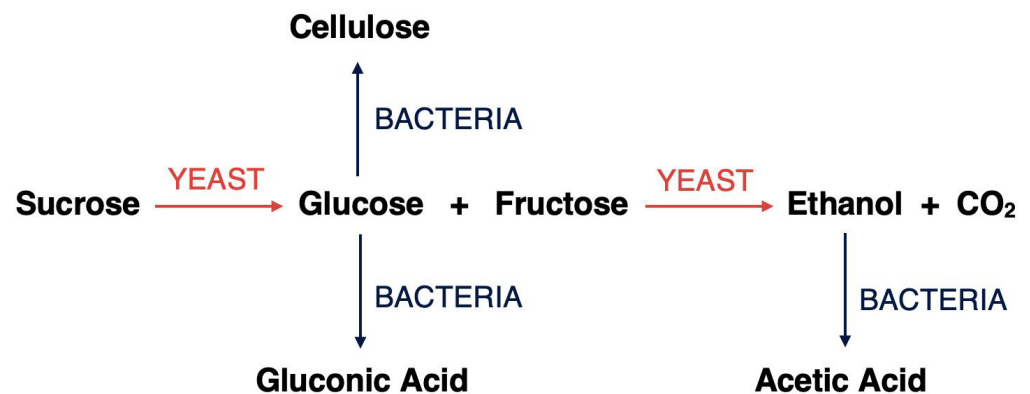 Cellulose
BACTERIA
YEAST
YEAST
Sucrose Glucose + Fructose Ethanol + CO₂
BACTERIA
BACTERIA
Gluconic Acid Acetic Acid